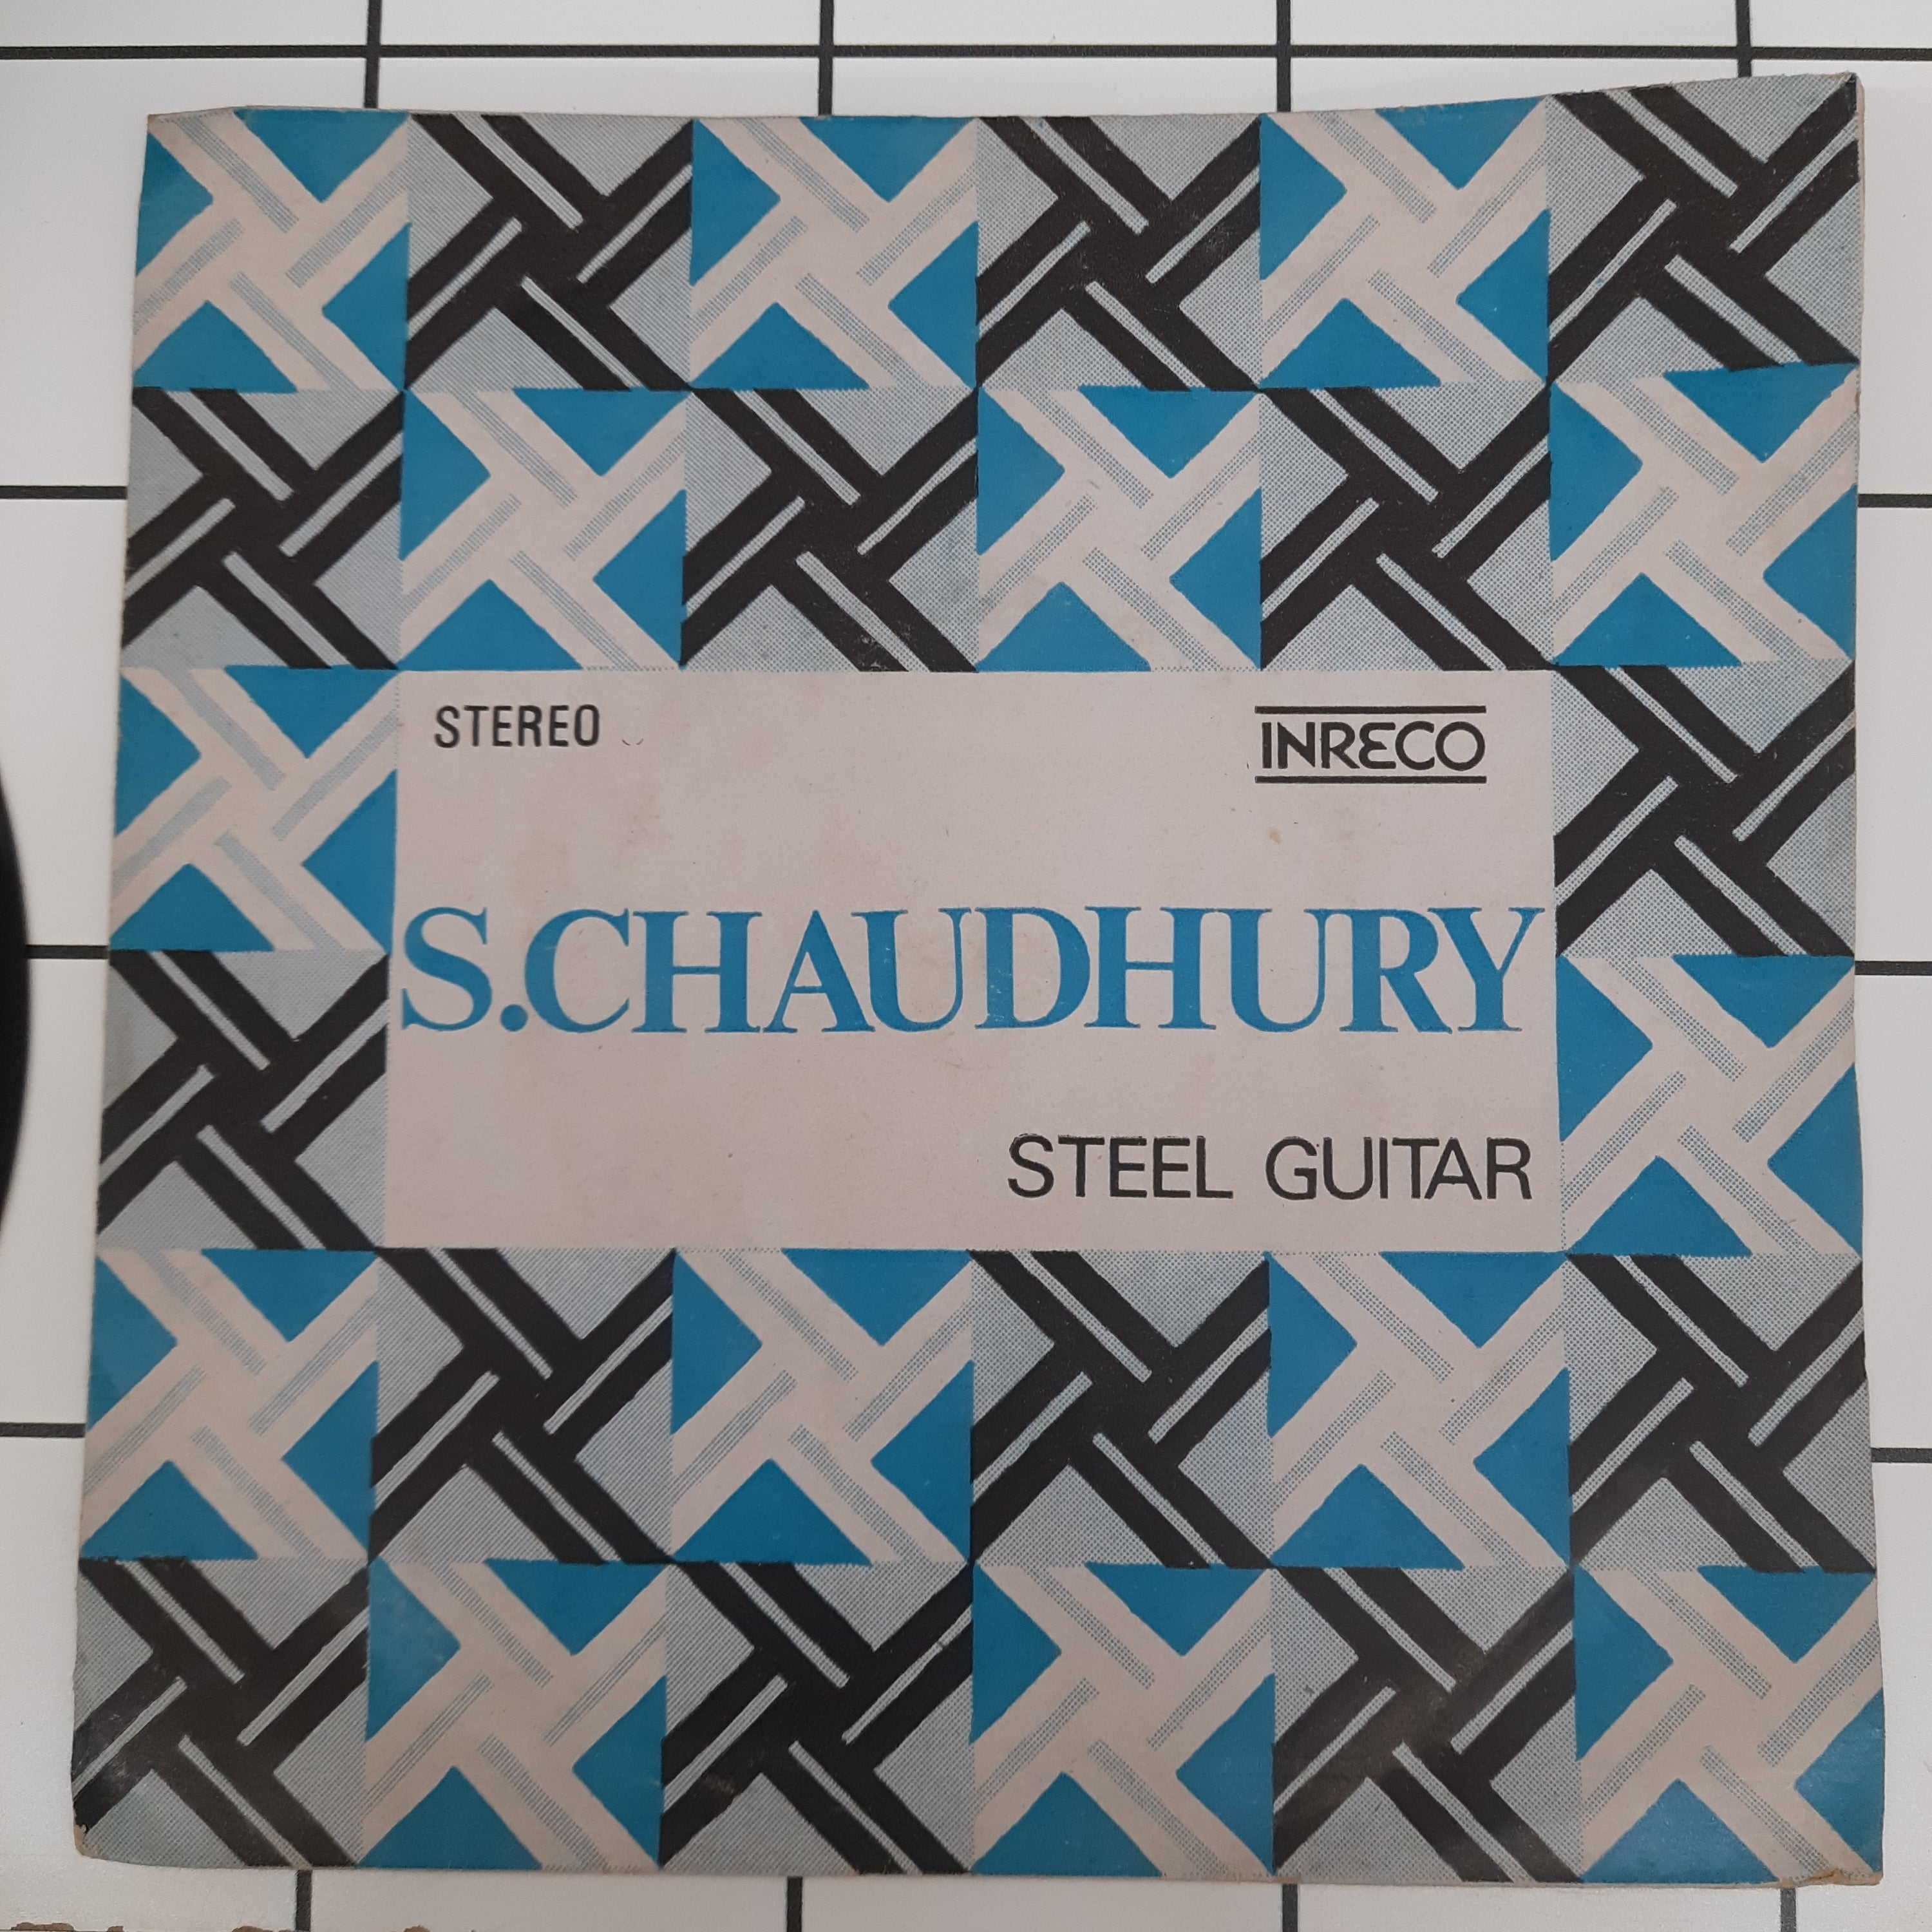 STEREO
INRECO
S.CHAUDHURY
STEEL GUITAR